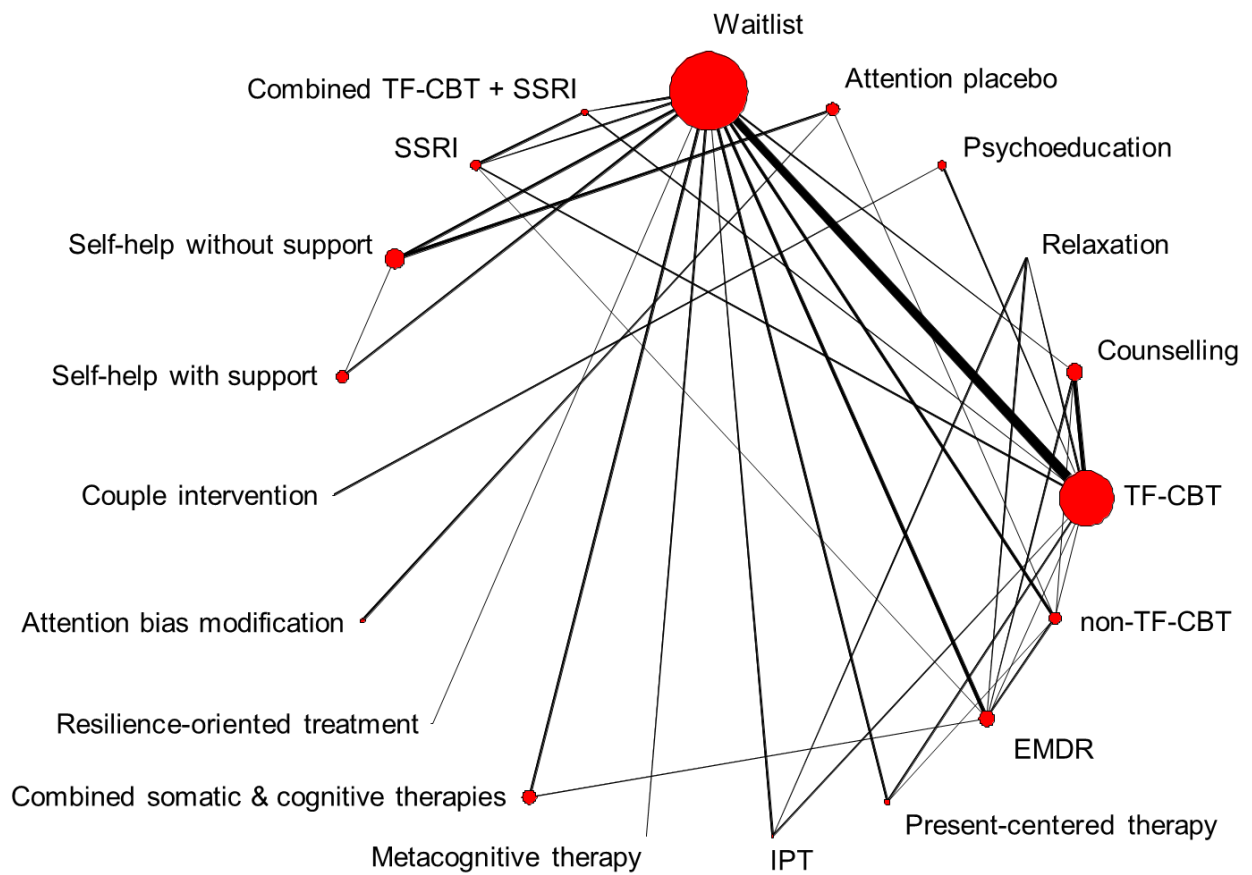 Waitlist
Attention placebo
Combined TF-CBT + SSRI
SSRI
Psychoeducation
Self-help without support
Relaxation
Counselling
Self-help with support
Couple intervention
TF-CBT
Attention bias modification
non-TF-CBT
Resilience-oriented treatment
EMDR
Combined somatic & cognitive therapies
Present-centered therapy
Metacognitive therapy
IPT